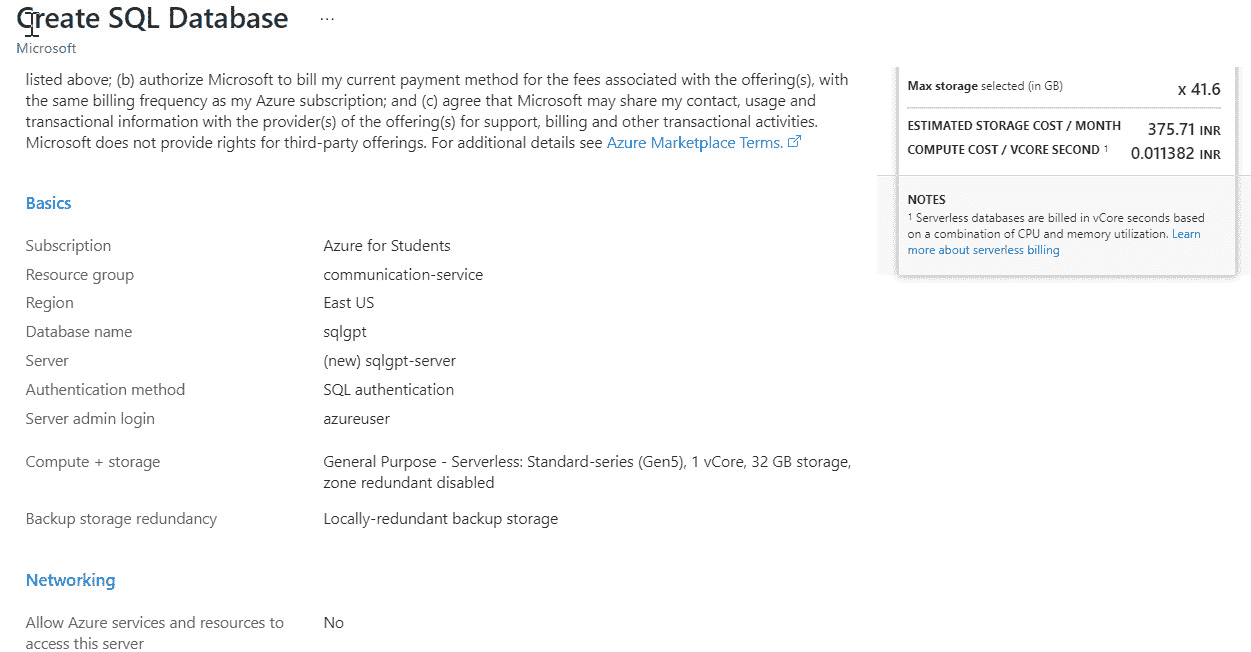 Create SQL Database ...
Microsoft
listed above; (b) authorize Microsoft to bill my current payment method for the fees associated with the offering(s), with
the same billing frequency as my Azure subscription; and (c) agree that Microsoft may share my contact, usage and
transactional information with the provider(s) of the offering(s) for support, billing and other transactional activities.
Microsoft does not provide rights for third-party offerings. For additional details see Azure Marketplace Terms.
Basics
Subscription Azure for Students
Resource group communication-service
Region East US
Database name sqlgpt
Server (new) sqlgpt-server
Authentication method SQL authentication
Server admin login azureuser
Compute + storage General Purpose - Serverless: Standard-series (Gen5), 1 vCore, 32 GB storage,
zone redundant disabled
Backup storage redundancy Locally-redundant backup storage
Networking
Allow Azure services and resources to No
access this server
Max storage selected (in GB) x 41.6
ESTIMATED STORAGE COST / MONTH 375.71 INR
COMPUTE COST / VCORE SECOND ¹ 0.011382 INR
NOTES
¹ Serverless databases are billed in vCore seconds based
on a combination of CPU and memory utilization. Learn
more about serverless billing